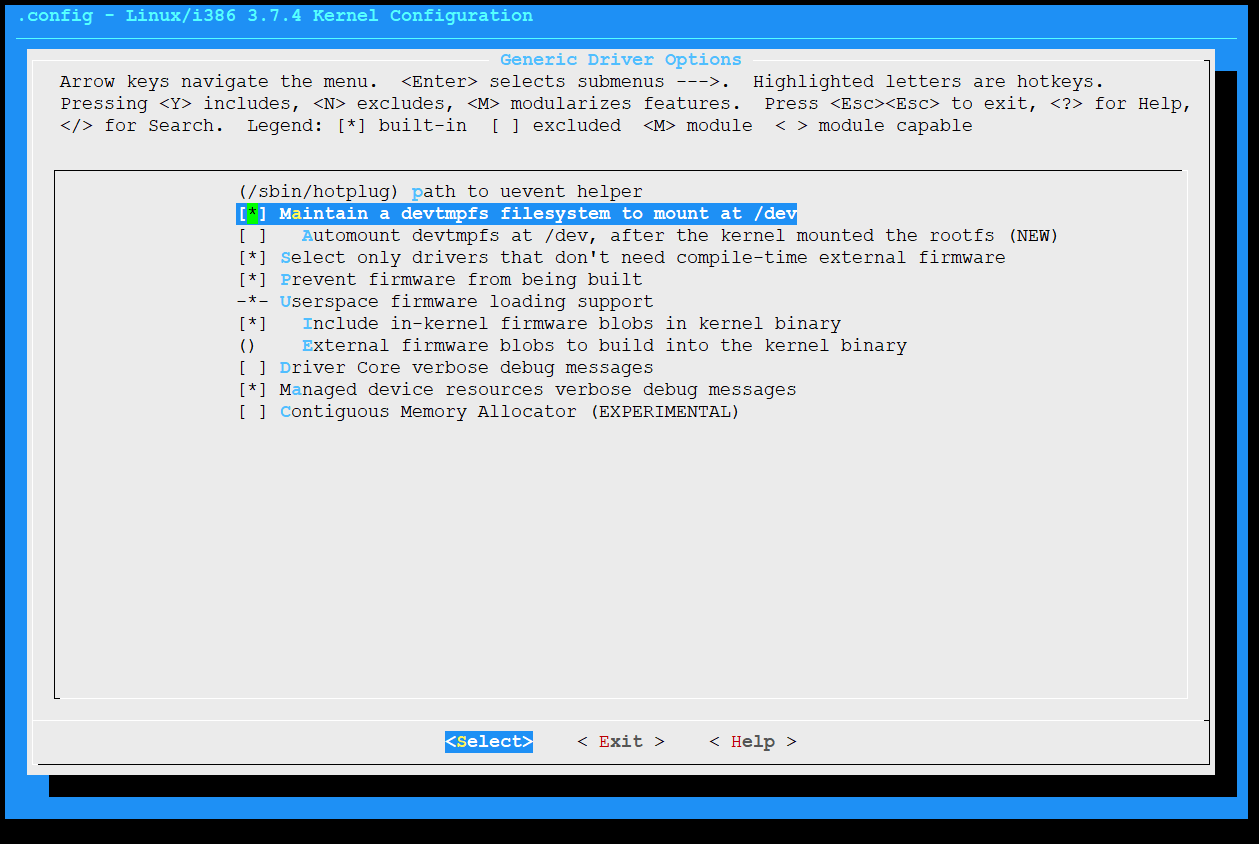 .config - Linux/i386 3.7.4 Kernel Configuration
Generic Driver Options
Arrow keys navigate the menu.  <Enter> selects submenus --->.  Highlighted letters are hotkeys.
Pressing <Y> includes, <N> excludes, <M> modularizes features.  Press <Esc><Esc> to exit, <?> for Help,
</> for Search.  Legend: [*] built-in  [ ] excluded  <M> module  < > module capable
(/sbin/hotplug) path to uevent helper
[*] Maintain a devtmpfs filesystem to mount at /dev
[ ]   Automount devtmpfs at /dev, after the kernel mounted the rootfs (NEW)
[*] Select only drivers that don't need compile-time external firmware
[*] Prevent firmware from being built
-*- Userspace firmware loading support
[*]   Include in-kernel firmware blobs in kernel binary
()    External firmware blobs to build into the kernel binary
[ ] Driver Core verbose debug messages
[*] Managed device resources verbose debug messages
[ ] Contiguous Memory Allocator (EXPERIMENTAL)
<Select>    < Exit >    < Help >